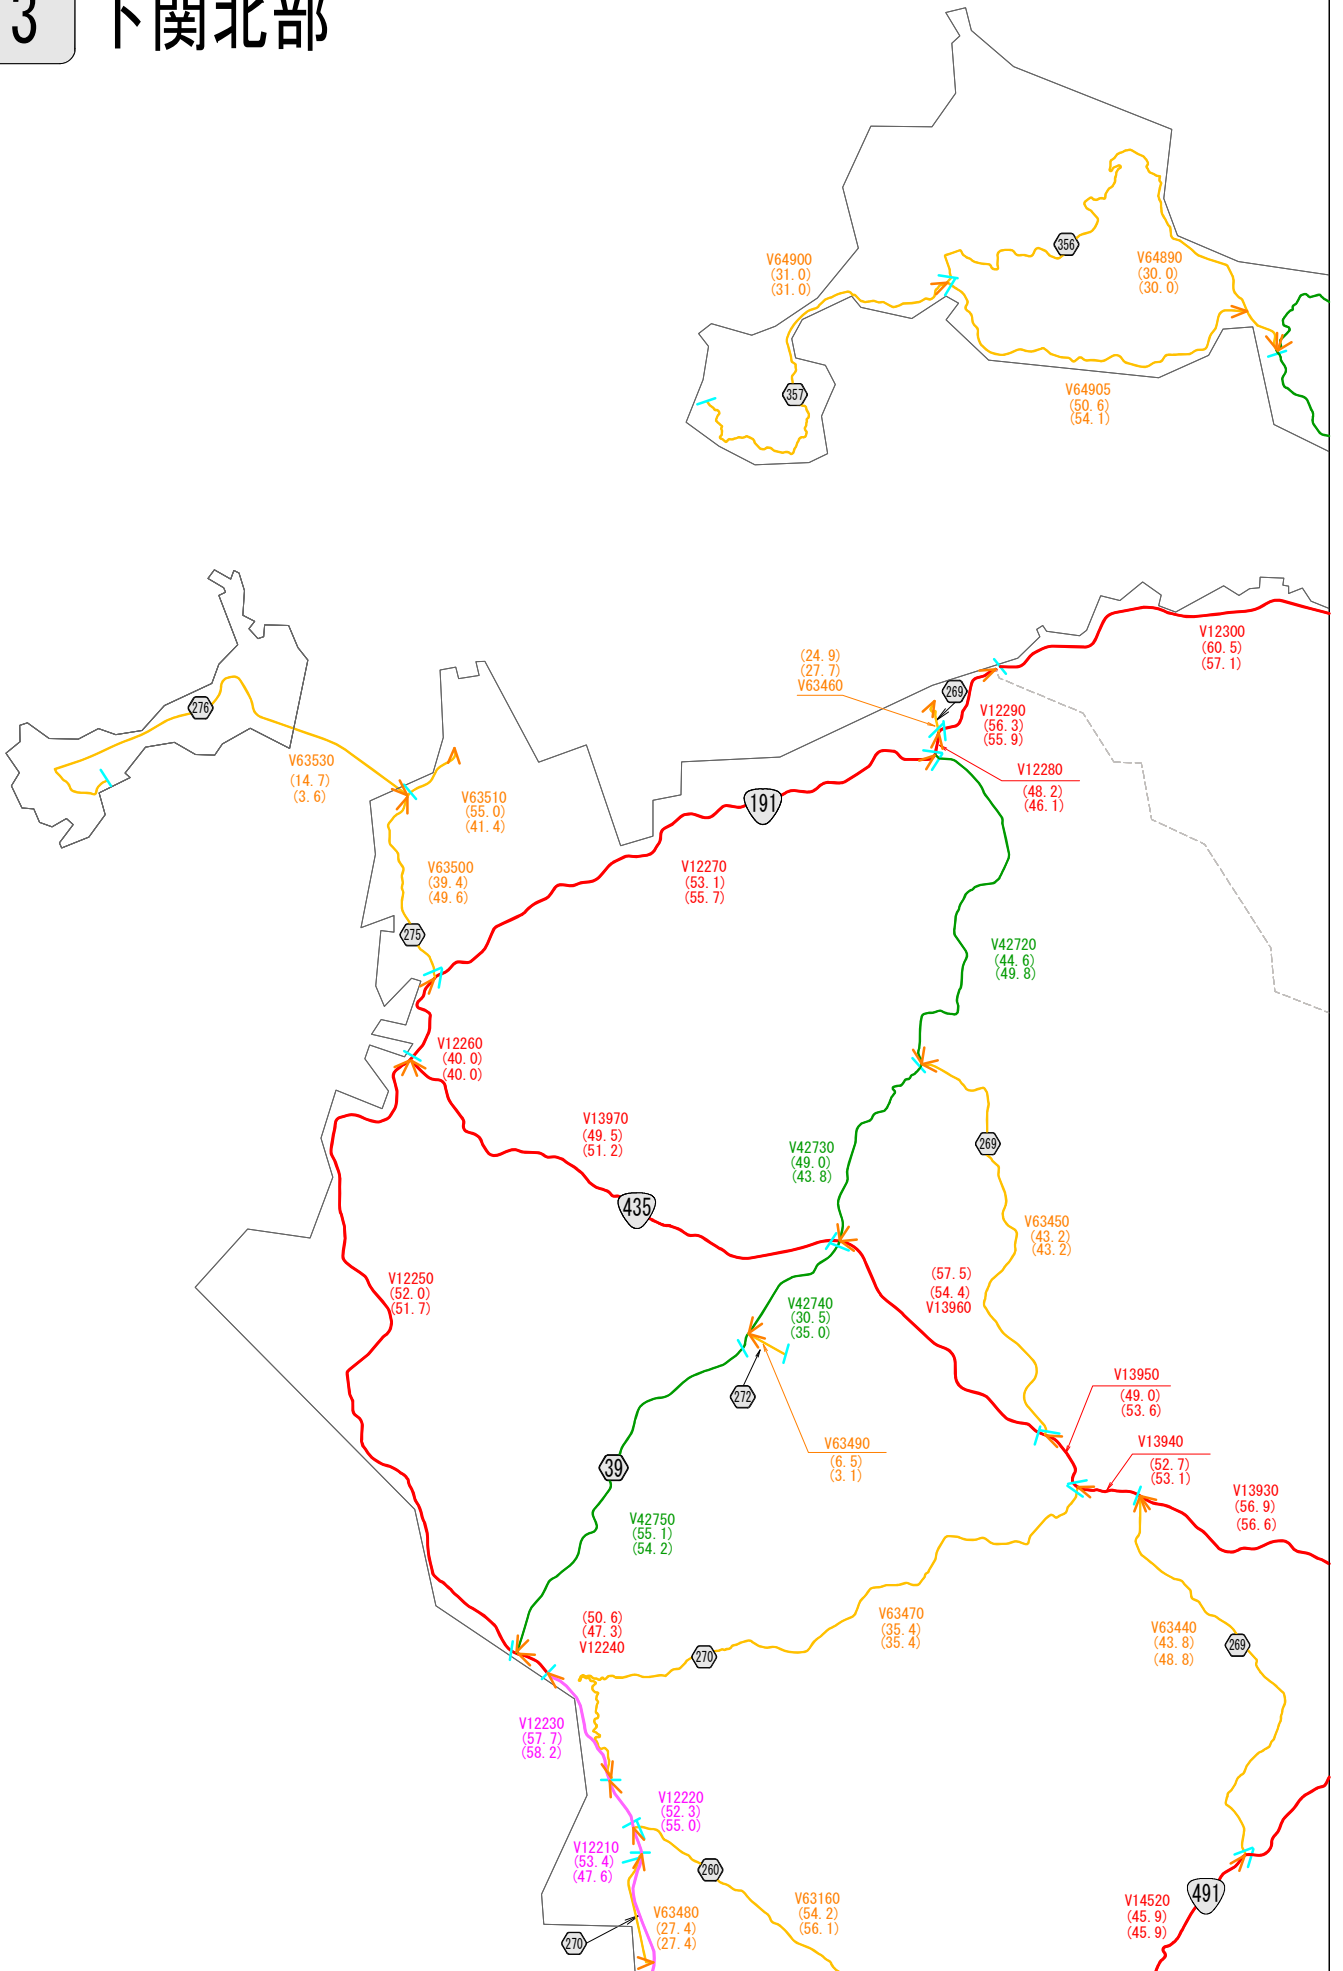 3 下関北部
356
V64900
(31.0)
(31.0)
V64890
(30.0)
(30.0)
357
V64905
(50.6)
(54.1)
V12300
(60.5)
(57.1)
(24.9)
(27.7)
V63460
269
276
V12290
(56.3)
(55.9)
V63530
(14.7)
(3.6)
V12280
(48.2)
(46.1)
V63510
(55.0)
(41.4)
191
V63500
(39.4)
(49.6)
V12270
(53.1)
(55.7)
275
V42720
(44.6)
(49.8)
V12260
(40.0)
(40.0)
V13970
(49.5)
(51.2)
269
V42730
(49.0)
(43.8)
435
V63450
(43.2)
(43.2)
V12250
(52.0)
(51.7)
(57.5)
(54.4)
V13960
V42740
(30.5)
(35.0)
272
V13950
(49.0)
(53.6)
V63490
(6.5)
(3.1)
V13940
(52.7)
(53.1)
39
V13930
(56.9)
(56.6)
V42750
(55.1)
(54.2)
(50.6)
(47.3)
V12240
V63470
(35.4)
(35.4)
V63440
(43.8)
(48.8)
269
270
V12230
(57.7)
(58.2)
V12220
(52.3)
(55.0)
V12210
(53.4)
(47.6)
260
V63160
(54.2)
(56.1)
491
V14520
(45.9)
(45.9)
V63480
(27.4)
(27.4)
270